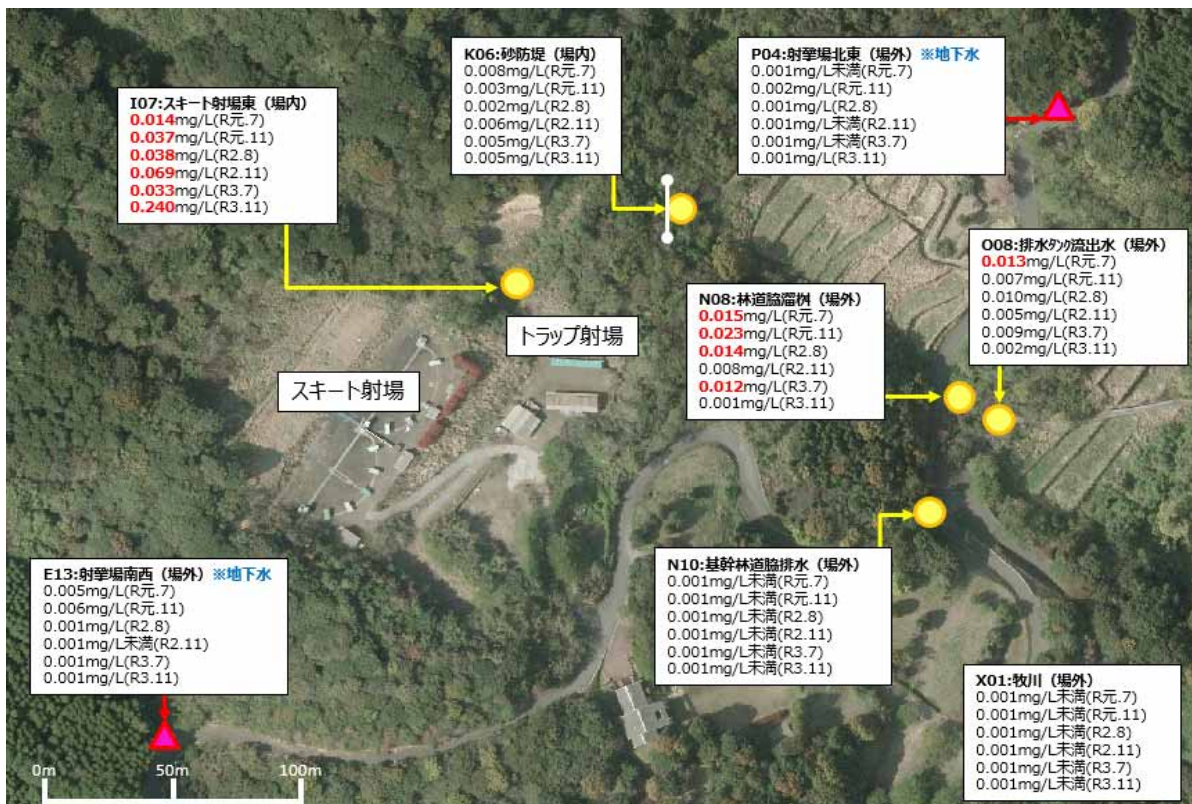 K06:砂防堤（場内）
0.008mg/L(R元.7)
0.003mg/L(R元.11)
0.002mg/L(R2.8)
0.006mg/L(R2.11)
0.005mg/L(R3.7)
0.005mg/L(R3.11)
P04:射撃場北東（場外）※地下水
0.001mg/L未満(R元.7)
0.002mg/L(R元.11)
0.001mg/L(R2.8)
0.001mg/L未満(R2.11)
0.001mg/L未満(R3.7)
0.001mg/L(R3.11)
I07:スキート射場東（場内）
0.014mg/L(R元.7)
0.037mg/L(R元.11)
0.038mg/L(R2.8)
0.069mg/L(R2.11)
0.033mg/L(R3.7)
0.240mg/L(R3.11)
O08:排水タンク流出水（場外）
0.013mg/L(R元.7)
0.007mg/L(R元.11)
0.010mg/L(R2.8)
0.005mg/L(R2.11)
0.009mg/L(R3.7)
0.002mg/L(R3.11)
N08:林道脇溜桝（場外）
0.015mg/L(R元.7)
0.023mg/L(R元.11)
0.014mg/L(R2.8)
0.008mg/L(R2.11)
0.012mg/L(R3.7)
0.001mg/L(R3.11)
トラップ射場
スキート射場
E13:射撃場南西（場外）※地下水
0.005mg/L(R元.7)
0.006mg/L(R元.11)
0.001mg/L(R2.8)
0.001mg/L未満(R2.11)
0.001mg/L(R3.7)
0.001mg/L(R3.11)
N10:基幹林道脇排水（場外）
0.001mg/L未満(R元.7)
0.001mg/L未満(R元.11)
0.001mg/L未満(R2.8)
0.001mg/L未満(R2.11)
0.001mg/L未満(R3.7)
0.001mg/L未満(R3.11)
X01:牧川（場外）
0.001mg/L未満(R元.7)
0.001mg/L未満(R元.11)
0.001mg/L未満(R2.8)
0.001mg/L未満(R2.11)
0.001mg/L未満(R3.7)
0.001mg/L未満(R3.11)
0m 50m 100m